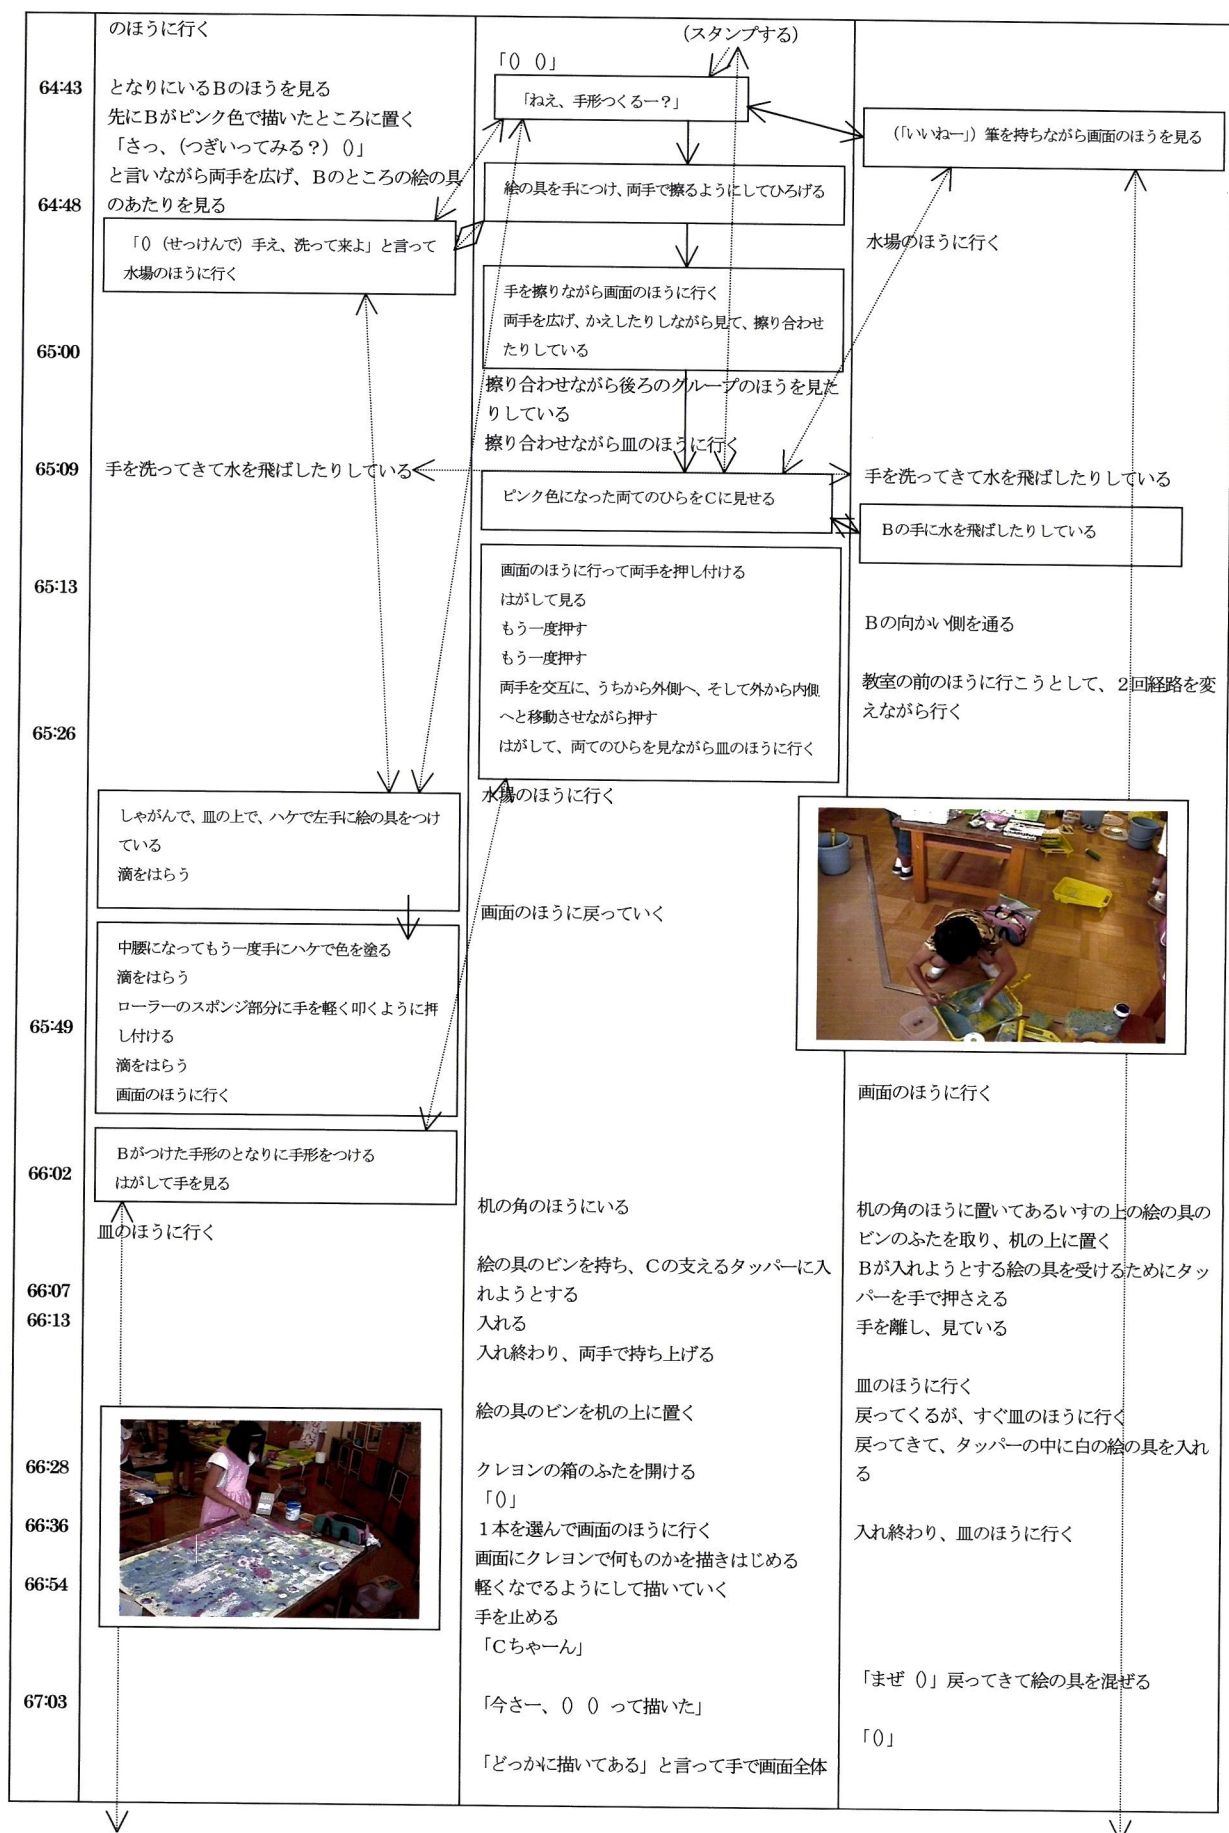 のほうに行く
64:43
となりにいるBのほうを見る
先にBがピンク色で描いたところに置く
「さっ、(つぎいってみる?)()」
と言いながら両手を広げ、Bのところの絵の具
64:48
のあたりを見る
「()(せっけんで)手え、洗って来よ」と言って
水場のほうに行く
65:00
65:09
手を洗ってきて水を飛ばしたりしている
65:13
65:26
しゃがんで、皿の上で、ハケで左手に絵の具をつけ
ている
滴をはらう
中腰になってもう一度手にハケで色を塗る
滴をはらう
ローラーのスポンジ部分に手を軽く叩くように押
65:49
し付ける
滴をはらう
画面のほうに行く
Bがつけた手形のとなりに手形をつける
66:02
はがして手を見る
皿のほうに行く
66:07
66:13
66:28
66:36
66:54
67:03
(スタンプする)
「() ()」
「ねえ、手形つくるー?」
絵の具を手につけ、両手で擦るようにしてひろげる
手を擦りながら画面のほうに行く
両手を広げ、かえしたりしながら見て、擦り合わせ
たりしている
擦り合わせながら後ろのグループのほうを見た
りしている
擦り合わせながら皿のほうに行く
ピンク色になった両てのひらをCに見せる
画面のほうに行って両手を押し付ける
はがして見る
もう一度押す
もう一度押す
両手を交互に、うちから外側へ、そして外から内側
へと移動させながら押す
はがして、両てのひらを見ながら皿のほうに行く
水場のほうに行く
画面のほうに戻っていく
机の角のほうにいる
絵の具のビンを持ち、Cの支えるタッパーに入
れようとする
入れる
入れ終わり、両手で持ち上げる
絵の具のビンを机の上に置く
クレヨンの箱のふたを開ける
「()」
1本を選んで画面のほうに行く
画面にクレヨンで何ものかを描きはじめる
軽くなでるようにして描いていく
手を止める
「Cちゃーん」
「今さー、() () って描いた」
「どっかに描いてある」と言って手で画面全体
(「いいねー」) 筆を持ちながら画面のほうを見る
水場のほうに行く
手を洗ってきて水を飛ばしたりしている
Bの手に水を飛ばしたりしている
Bの向かい側を通る
教室の前のほうに行こうとして、2回経路を変
えながら行く
画面のほうに行く
机の角のほうに置いてあるいすの上の絵の具の
ビンのふたを取り、机の上に置く
Bが入れようとする絵の具を受けるためにタッ
パーを手で押さえる
手を離し、見ている
皿のほうに行く
戻ってくるが、すぐ皿のほうに行く
戻ってきて、タッパーの中に白の絵の具を入れ
る
入れ終わり、皿のほうに行く
「まぜ ()」戻ってきて絵の具を混ぜる
「()」